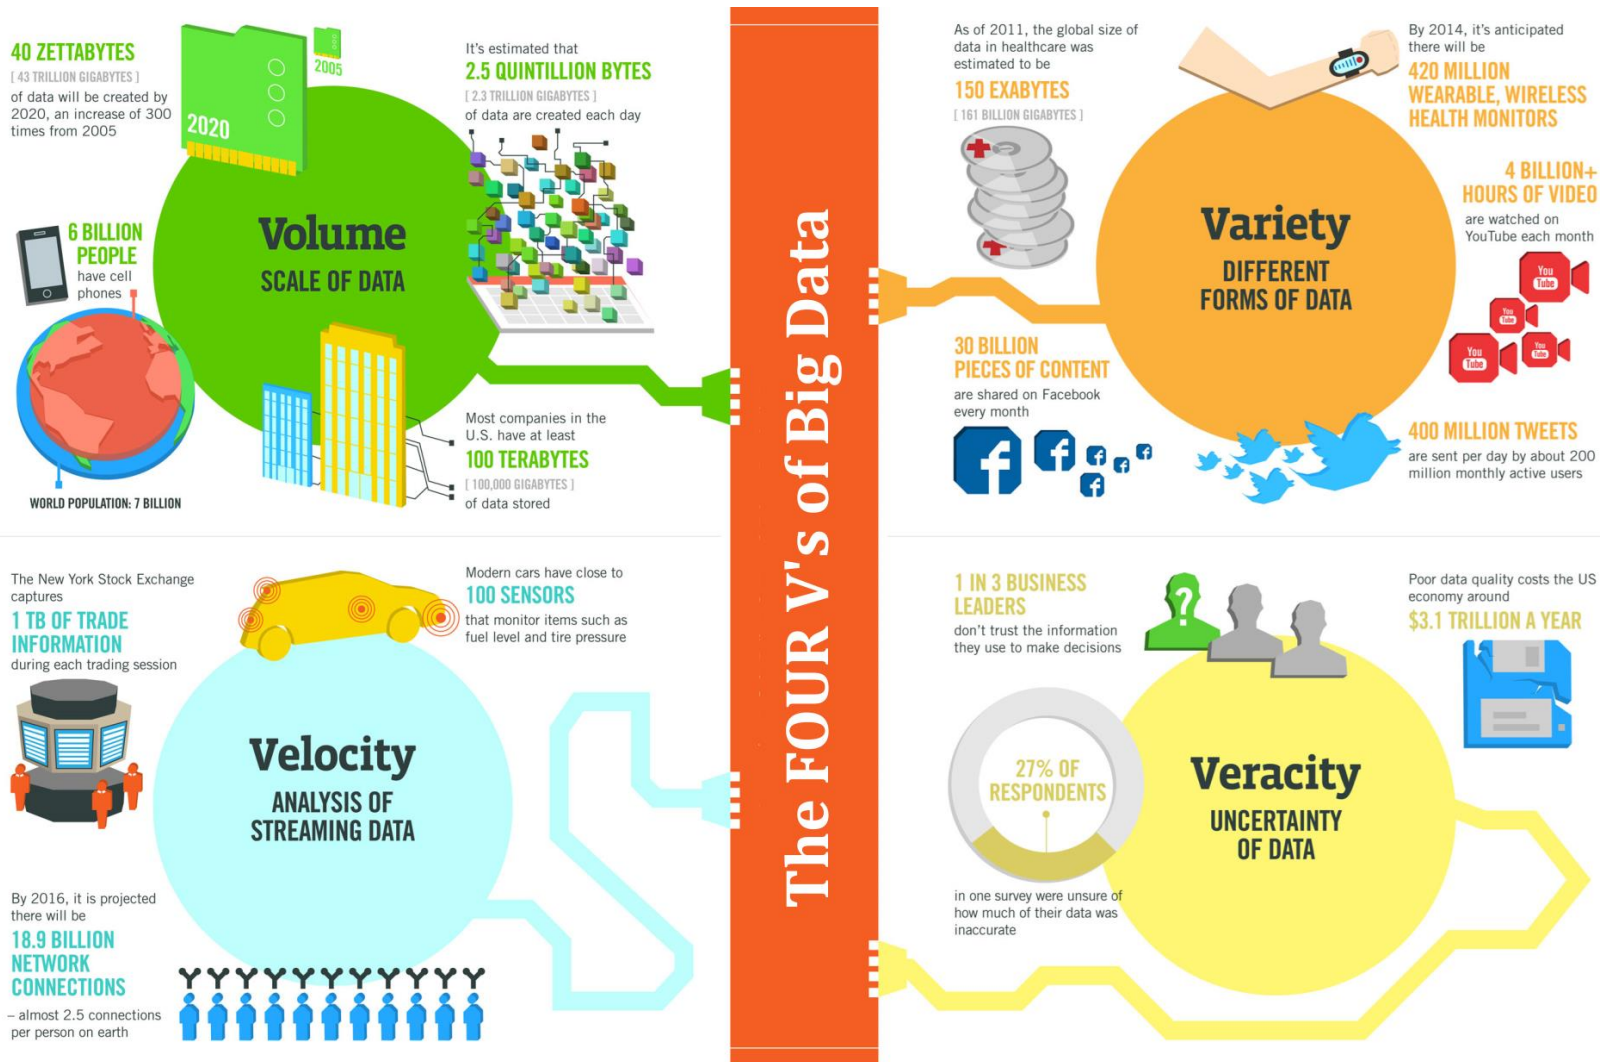 40 ZETTABYTES
[ 43 TRILLION GIGABYTES ]
of data will be created by
2020, an increase of 300
times from 2005
2020
2005
It's estimated that
2.5 QUINTILLION BYTES
[ 2.3 TRILLION GIGABYTES ]
of data are created each day
6 BILLION
PEOPLE
have cell
phones
WORLD POPULATION: 7 BILLION
Volume
SCALE OF DATA
Most companies in the
U.S. have at least
100 TERABYTES
[ 100,000 GIGABYTES ]
of data stored
The FOUR V's of Big Data
As of 2011, the global size of
data in healthcare was
estimated to be
150 EXABYTES
[ 161 BILLION GIGABYTES ]
By 2014, it's anticipated
there will be
420 MILLION
WEARABLE, WIRELESS
HEALTH MONITORS
Variety
DIFFERENT
FORMS OF DATA
4 BILLION+
HOURS OF VIDEO
are watched on
YouTube each month
You
Tube
You
Tube
You
Tube
You
Tube
30 BILLION
PIECES OF CONTENT
are shared on Facebook
every month
f
f
f
f
f
f
400 MILLION TWEETS
are sent per day by about 200
million monthly active users
The New York Stock Exchange
captures
1 TB OF TRADE
INFORMATION
during each trading session
Modern cars have close to
100 SENSORS
that monitor items such as
fuel level and tire pressure
Velocity
ANALYSIS OF
STREAMING DATA
By 2016, it is projected
there will be
18.9 BILLION
NETWORK
CONNECTIONS
– almost 2.5 connections
per person on earth
1 IN 3 BUSINESS
LEADERS
don't trust the information
they use to make decisions
?
Poor data quality costs the US
economy around
$3.1 TRILLION A YEAR
27% OF
RESPONDENTS
in one survey were unsure of
how much of their data was
inaccurate
Veracity
UNCERTAINTY
OF DATA